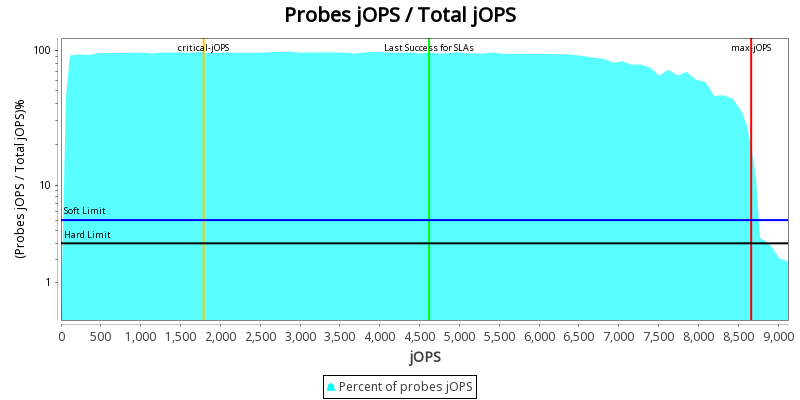 Probes jOPS / Total jOPS
(Probes jOPS / Total jOPS)%
100
10
1
critical-jOPS
Last Success for SLAs
max-jOPS
Soft Limit
Hard Limit
0 500 1,000 1,500 2,000 2,500 3,000 3,500 4,000 4,500 5,000 5,500 6,000 6,500 7,000 7,500 8,000 8,500 9,000
jOPS
Percent of probes jOPS